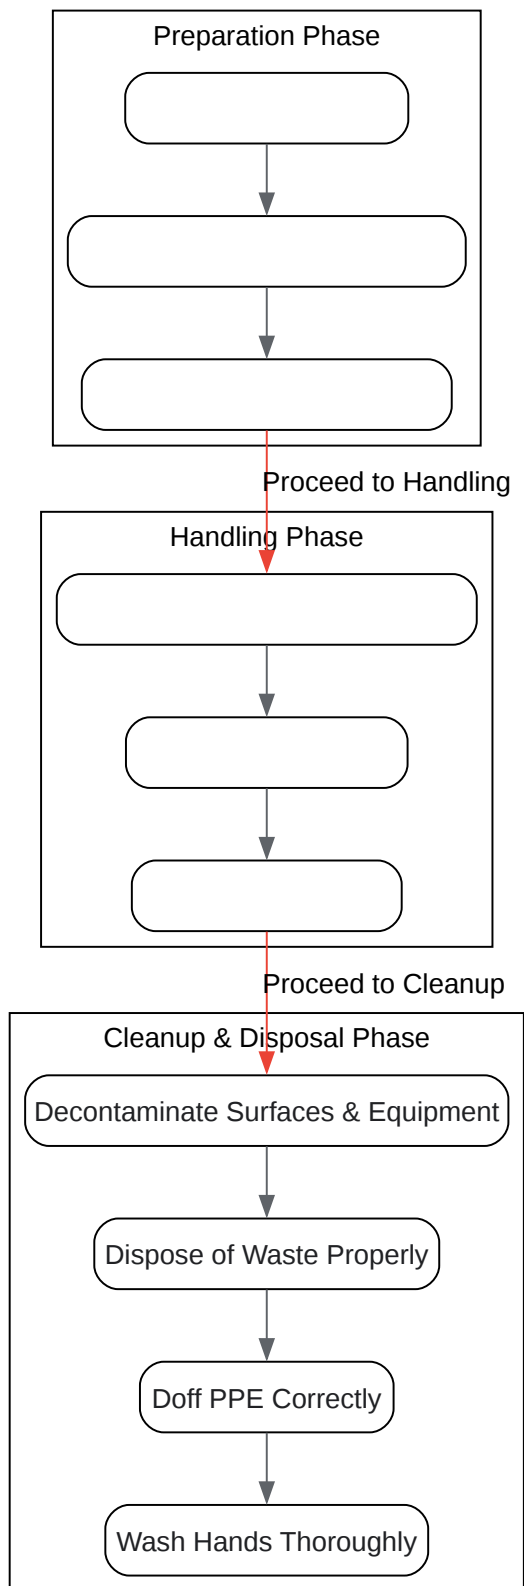 Preparation Phase
Proceed to Handling
Handling Phase
Proceed to Cleanup
Cleanup & Disposal Phase
Decontaminate Surfaces & Equipment
Dispose of Waste Properly
Doff PPE Correctly
Wash Hands Thoroughly